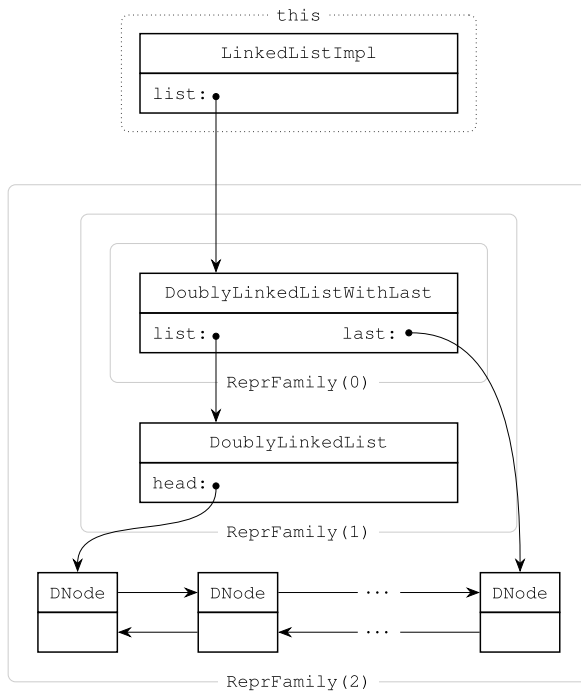 this
LinkedListImpl
list:
DoublyLinkedListWithLast
list: last:
ReprFamily(0)
DoublyLinkedList
head:
ReprFamily(1)
DNode DNode ... DNode
...
ReprFamily(2)